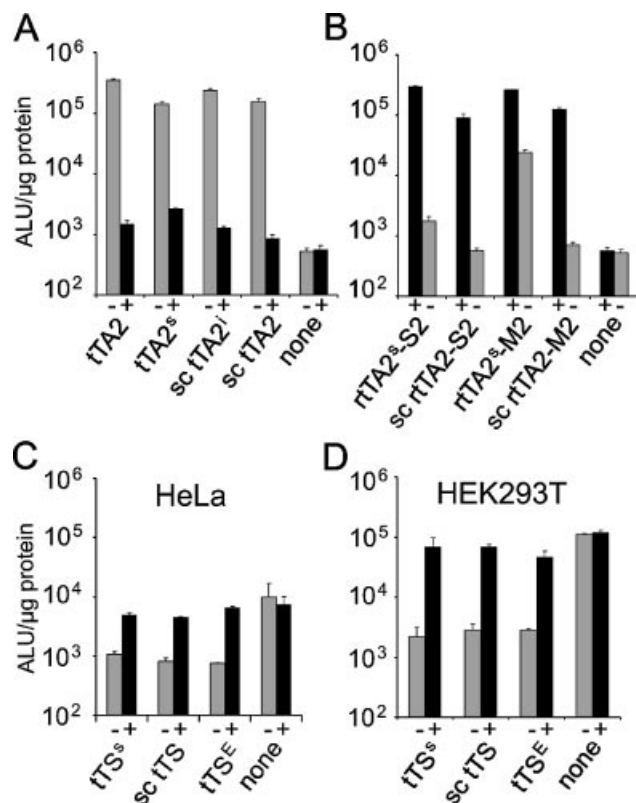 A
ALU/µg protein
10⁶
10⁵
10⁴
10³
10²
- + - + - + - + - +
tTA2
tTA2ˢ
sc tTA2ⁱ
sc tTA2
none
B
10⁶
10⁵
10⁴
10³
10²
+ - + - + - + - + -
rtTA2ˢ-S2
sc rtTA2-S2
rtTA2ˢ-M2
sc rtTA2-M2
none
C
HeLa
ALU/µg protein
10⁶
10⁵
10⁴
10³
10²
- + - + - + - +
tTSˢ
sc tTS
tTSᴱ
none
D
HEK293T
10⁶
10⁵
10⁴
10³
10²
- + - + - + - +
tTSˢ
sc tTS
tTSᴱ
none